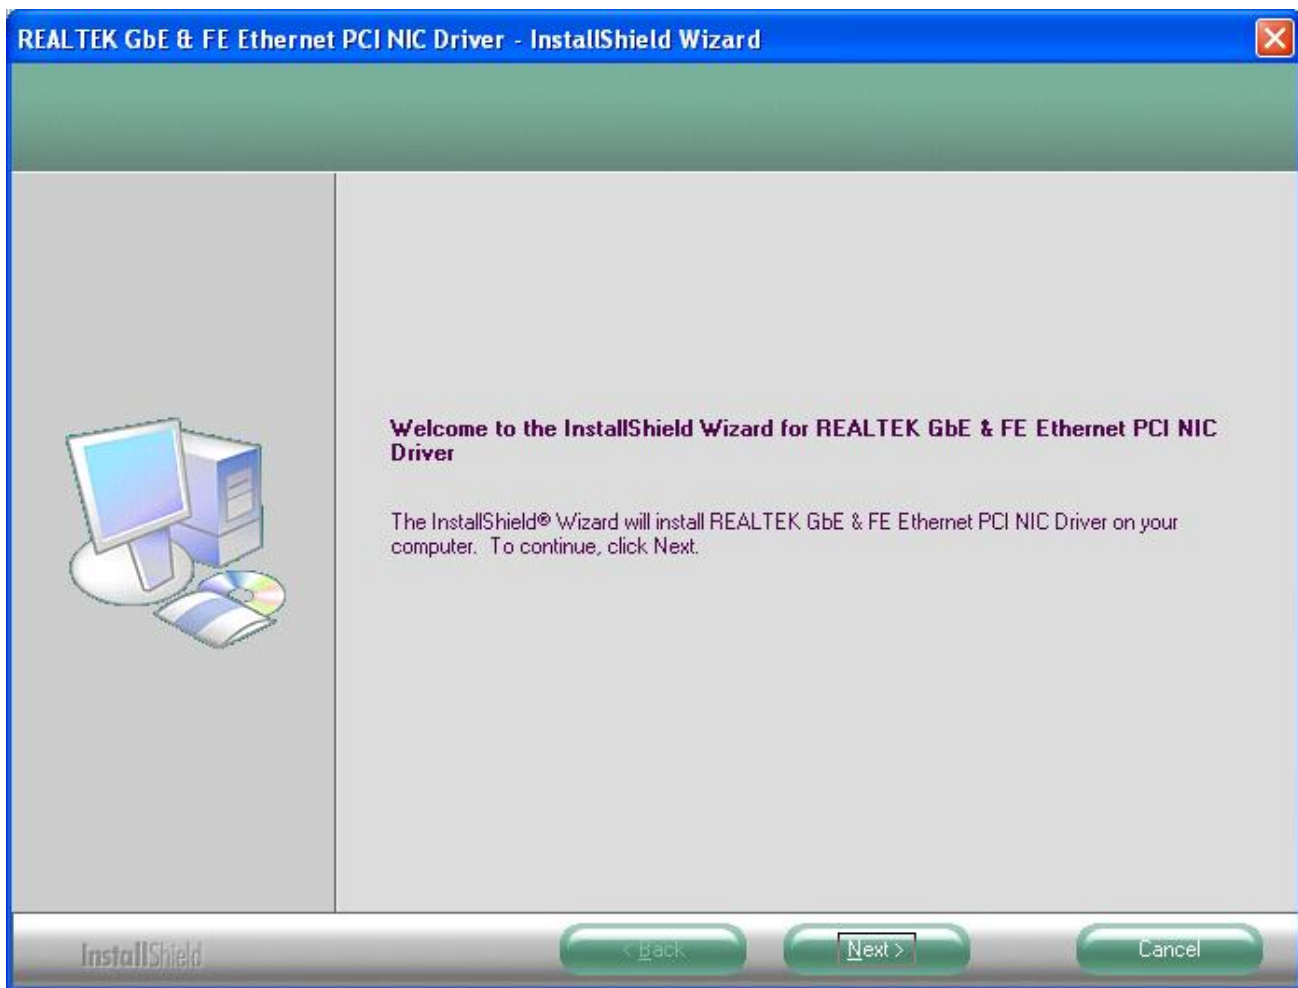 REALTEK GbE & FE Ethernet PCI NIC Driver - InstallShield Wizard
Welcome to the InstallShield Wizard for REALTEK GbE & FE Ethernet PCI NIC
Driver
The InstallShield® Wizard will install REALTEK GbE & FE Ethernet PCI NIC Driver on your
computer. To continue, click Next.
InstallShield
< Back
Next >
Cancel